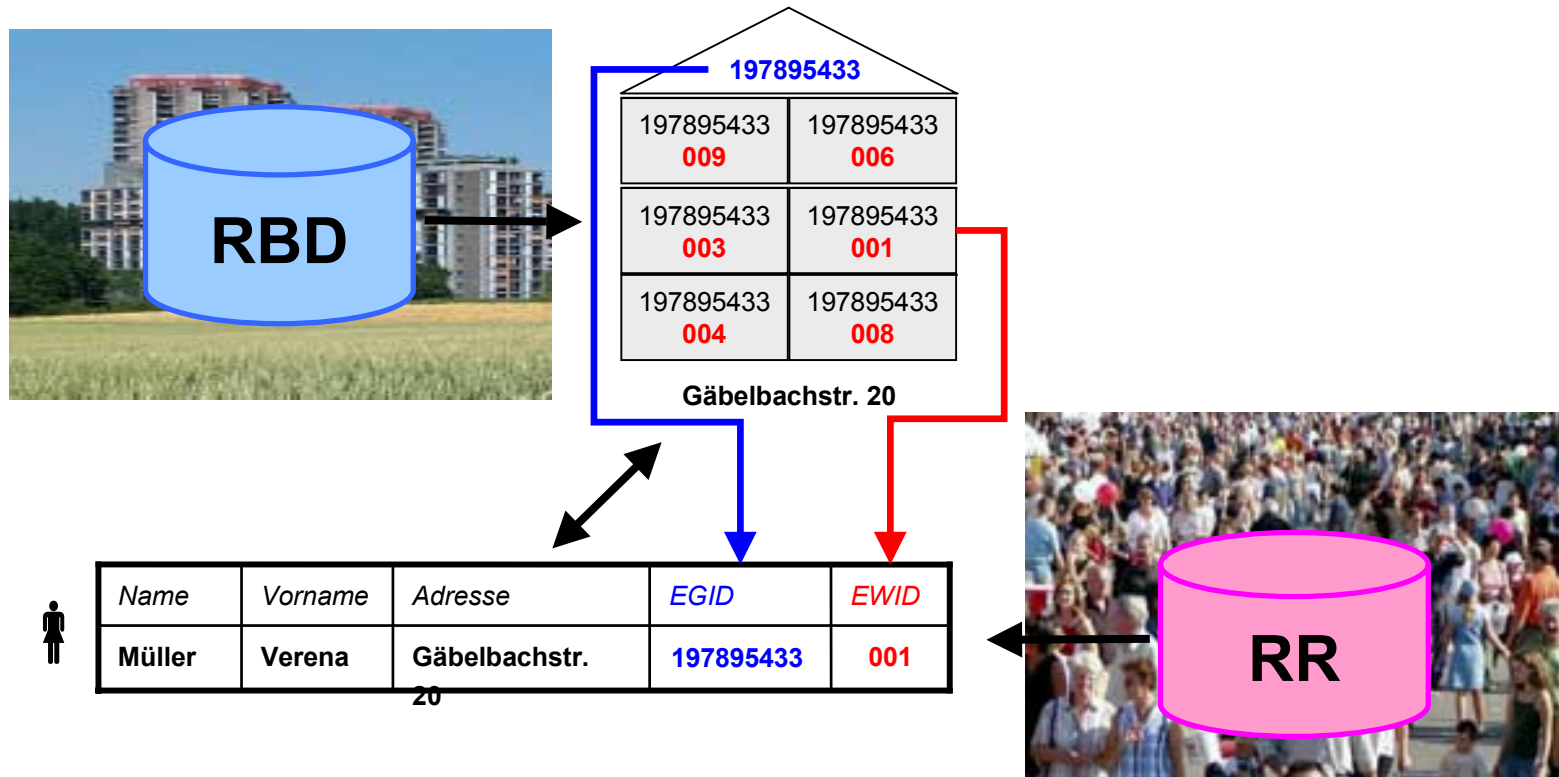 197895433
197895433 197895433
009 006
RBD
197895433 197895433
003 001
197895433 197895433
004 008
Gäbelbachstr. 20
Name Vorname Adresse EGID EWID
Müller Verena Gäbelbachstr. 197895433 001
20
RR